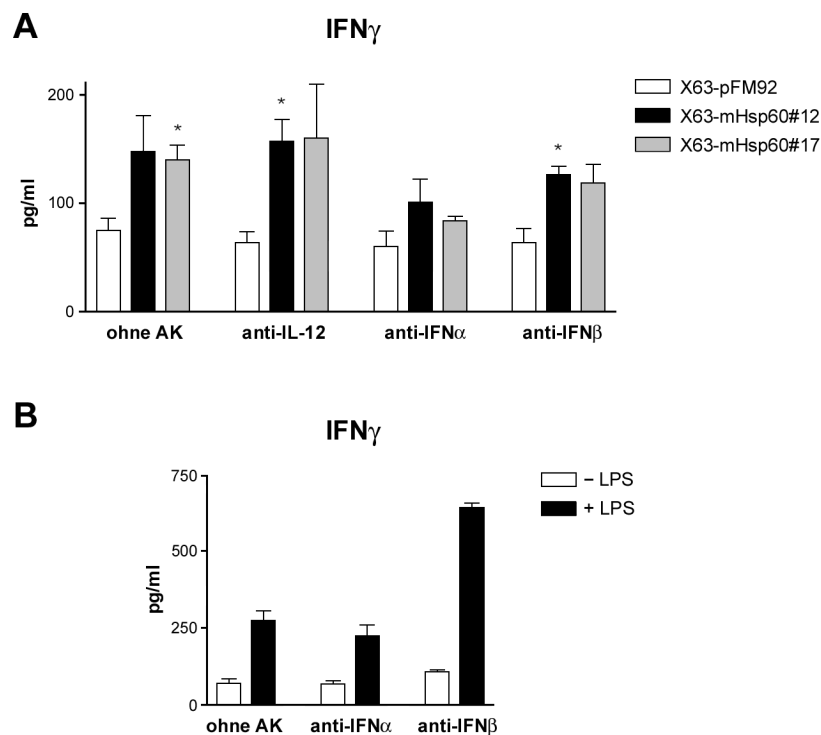 A
IFNγ
X63-pFM92
X63-mHsp60#12
X63-mHsp60#17
200
100
0
pg/ml
*
*
*
ohne AK anti-IL-12 anti-IFNα anti-IFNβ
B
IFNγ
− LPS
+ LPS
750
500
250
0
pg/ml
ohne AK anti-IFNα anti-IFNβ